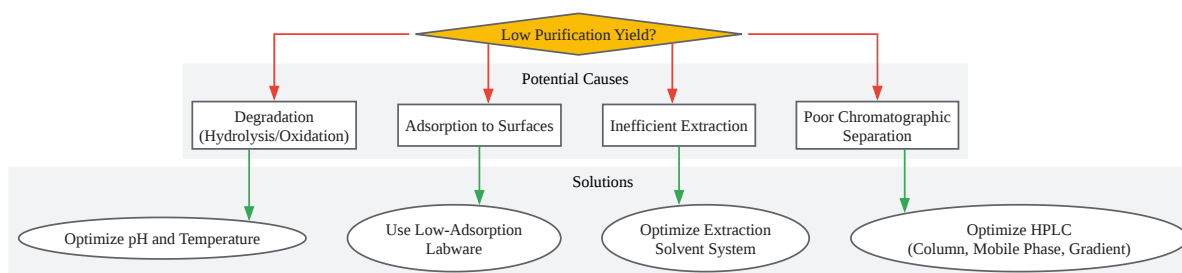 Low Purification Yield?
Potential Causes
Degradation
(Hydrolysis/Oxidation)
Adsorption to Surfaces
Inefficient Extraction
Poor Chromatographic
Separation
Solutions
Optimize pH and Temperature
Use Low-Adsorption
Labware
Optimize Extraction
Solvent System
Optimize HPLC
(Column, Mobile Phase, Gradient)